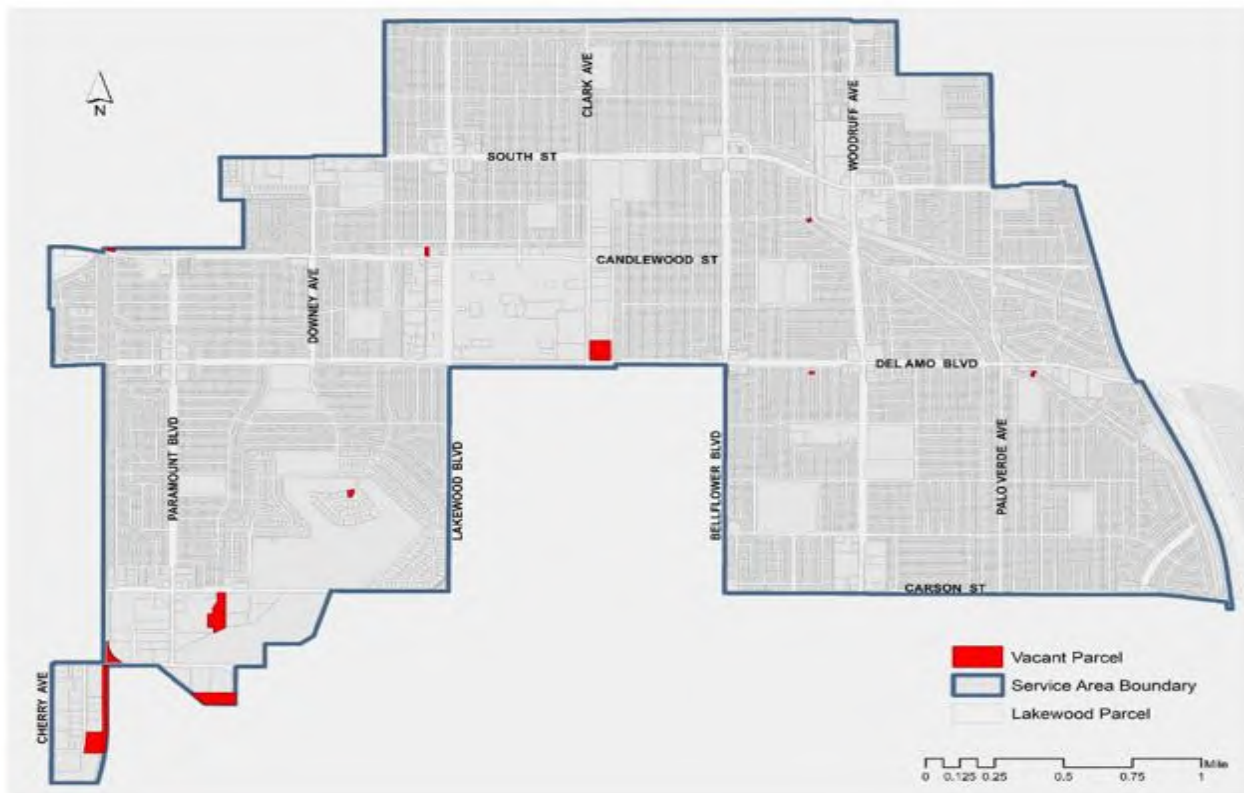 N
CLARK AVE
WOODRUFF AVE
SOUTH ST
CANDLEWOOD ST
DOWNEY AVE
DEL AMO BLVD
PARAMOUNT BLVD
LAKEWOOD BLVD
BELLFLOWER BLVD
PALO VERDE AVE
CARSON ST
CHERRY AVE
Vacant Parcel
Service Area Boundary
Lakewood Parcel
Mile
0 0.125 0.25 0.5 0.75 1